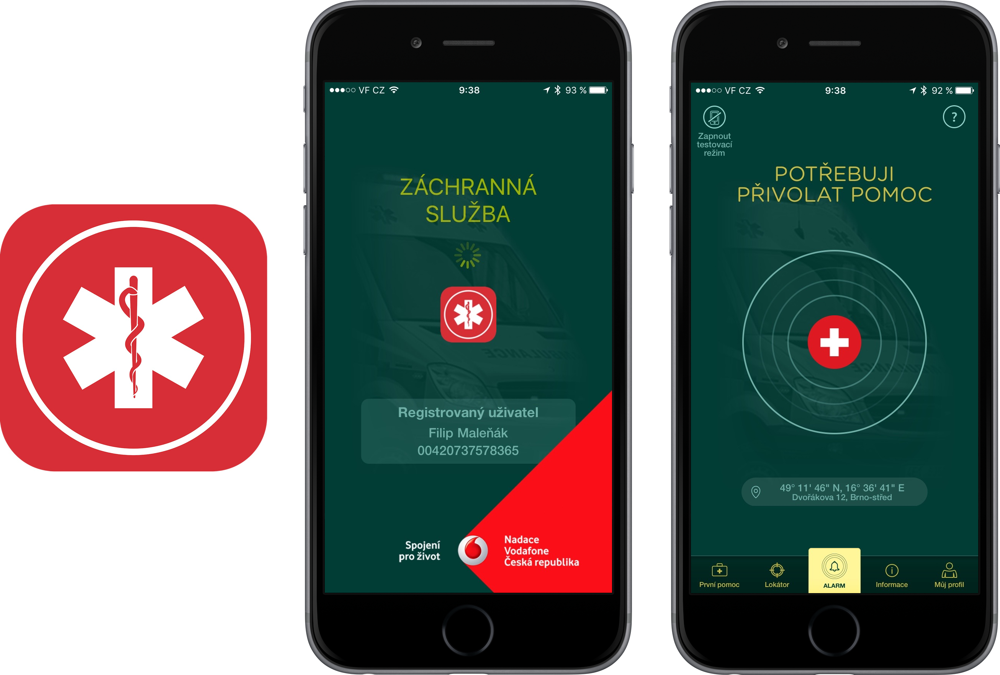 VF CZ 9:38 93 %
ZÁCHRANNÁ
SLUŽBA
AMBULANCE
Registrovaný uživatel
Filip Maleňák
00420737578365
Spojení
pro život
Nadace
Vodafone
Česká republika
VF CZ 9:38 92 %
?
Zapnout
testovací
režim
POTŘEBUJI
PŘIVOLAT POMOC
49° 11' 46" N, 16° 36' 41" E
Dvořákova 12, Brno-střed
První pomoc
Lokátor
ALARM
Informace
Můj profil